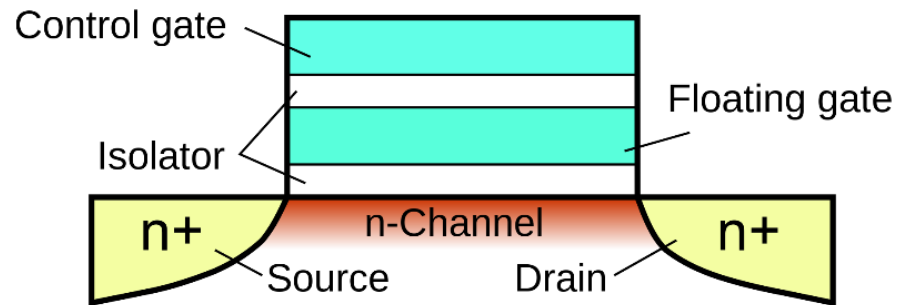 Control gate
Floating gate
Isolator
n-Channel
n+
n+
Source
Drain